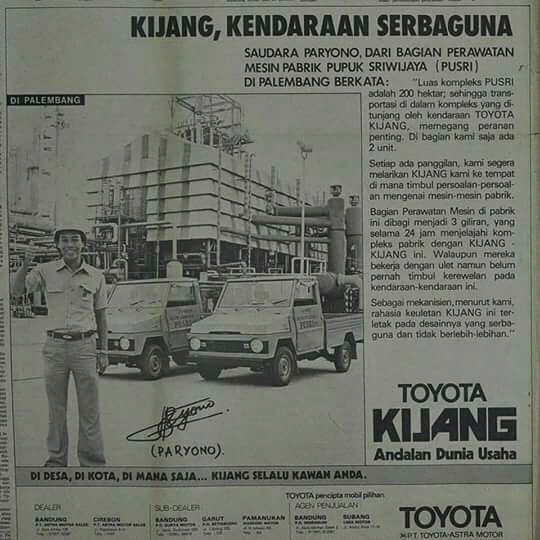 KIJANG, KENDARAAN SERBAGUNA
SAUDARA PARYONO, DARI BAGIAN PERAWATAN
MESIN PABRIK PUPUK SRIWIJAYA (PUSRI)
DI PALEMBANG BERKATA:
"Luas kompleks PUSRI
adalah 200 hektar; sehingga trans-
portasi di dalam kompleks yang di-
tunjang oleh kendaraan TOYOTA
KIJANG, memegang peranan
penting. Di bagian kami saja ada
2 unit.
Setiap ada panggilan, kami segera
melarikan KIJANG kami ke tempat
di mana timbul persoalan-persoal-
an mengenai mesin-mesin pabrik.
Bagian Perawatan Mesin di pabrik
ini dibagi menjadi 3 giliran, yang
selama 24 jam menjelajahi kom-
pleks pabrik dengan KIJANG -
KIJANG ini. Walaupun mereka
bekerja dengan ulet namun belum
pernah timbul kerewelan pada
kendaraan-kendaraan ini.
Sebagai mekanisien, menurut kami,
rahasia keuletan KIJANG ini ter-
letak pada desainnya yang serba-
guna dan tidak berlebih-lebihan."
DI PALEMBANG
(PARYONO).
TOYOTA
KIJANG
Andalan Dunia Usaha
DI DESA, DI KOTA, DI MANA SAJA... KIJANG SELALU KAWAN ANDA.
TOYOTA pencipta mobil pilihan
DEALER
BANDUNG
P.T. ASTRA MOTOR SALES
CIREBON
P.T. ASTRA MOTOR SALES
SUB-DEALER
BANDUNG
GARUT
PAMANUKAN
AGEN PENJUALAN
BANDUNG
SUBANG
TOYOTA
P.T. TOYOTA-ASTRA MOTOR